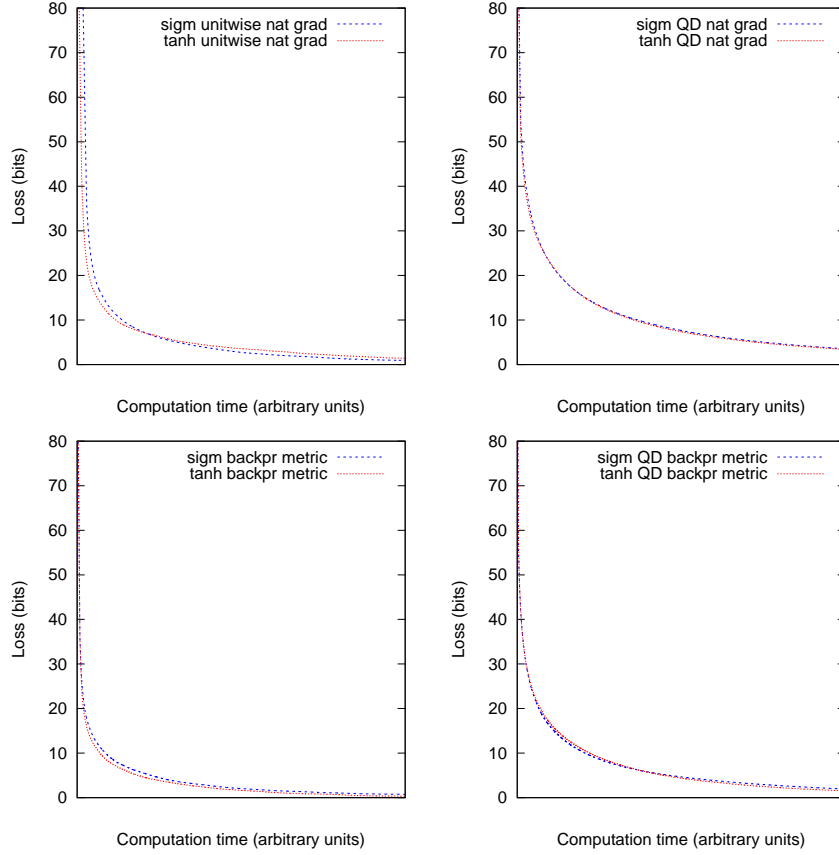 80
70
60
50
40
30
20
10
0
Loss (bits)
Computation time (arbitrary units)
sigm unitwise nat grad
tanh unitwise nat grad
80
70
60
50
40
30
20
10
0
Loss (bits)
Computation time (arbitrary units)
sigm QD nat grad
tanh QD nat grad
80
70
60
50
40
30
20
10
0
Loss (bits)
Computation time (arbitrary units)
sigm backpr metric
tanh backpr metric
80
70
60
50
40
30
20
10
0
Loss (bits)
Computation time (arbitrary units)
sigm QD backpr metric
tanh QD backpr metric